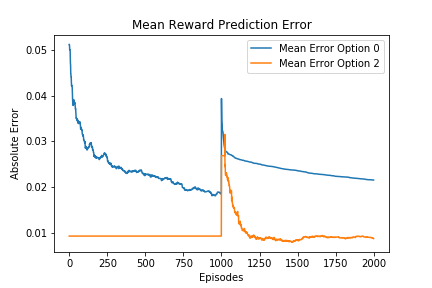 Mean Reward Prediction Error
Mean Error Option 0
Mean Error Option 2
Absolute Error
0.05
0.04
0.03
0.02
0.01
0 250 500 750 1000 1250 1500 1750 2000
Episodes